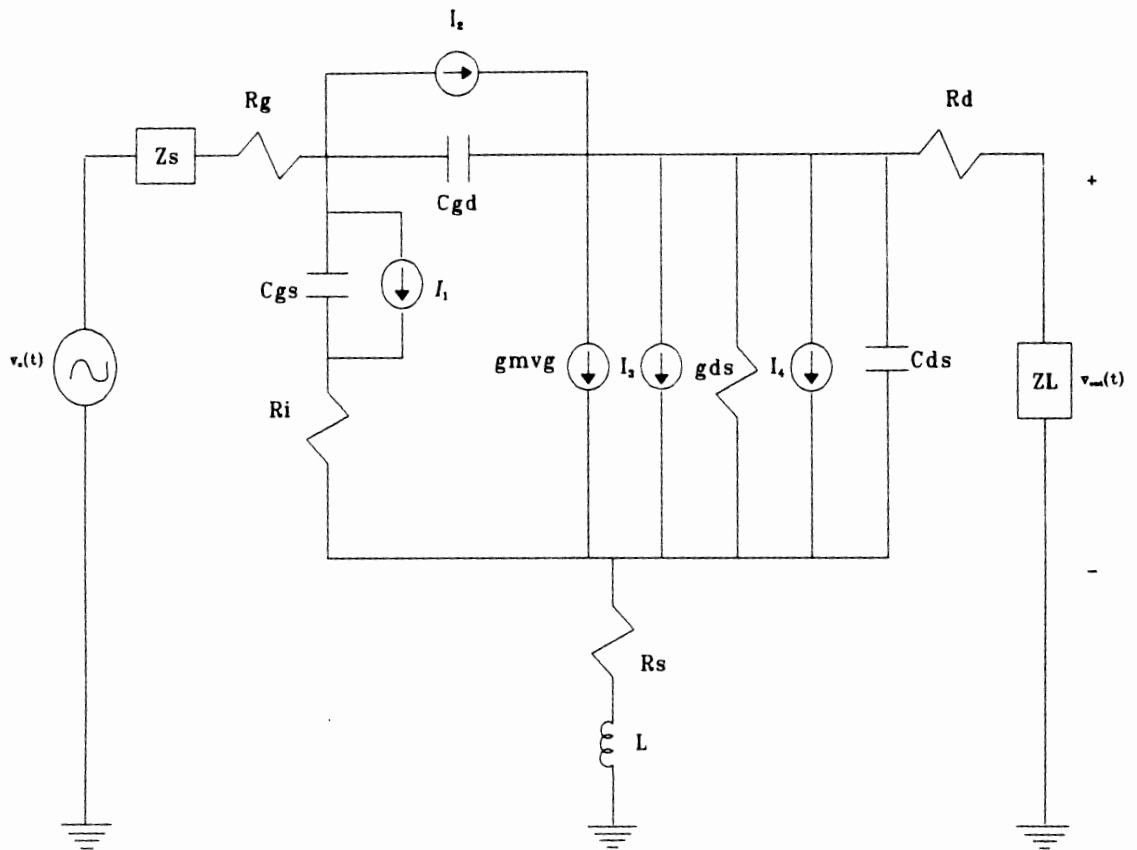 I₂
Rg
Rd
Zs
Cgd
+
Cgs
I₁
vₛ(t)
gmvg
I₃
gds
I₄
Cds
ZL
vout(t)
Ri
-
Rs
L